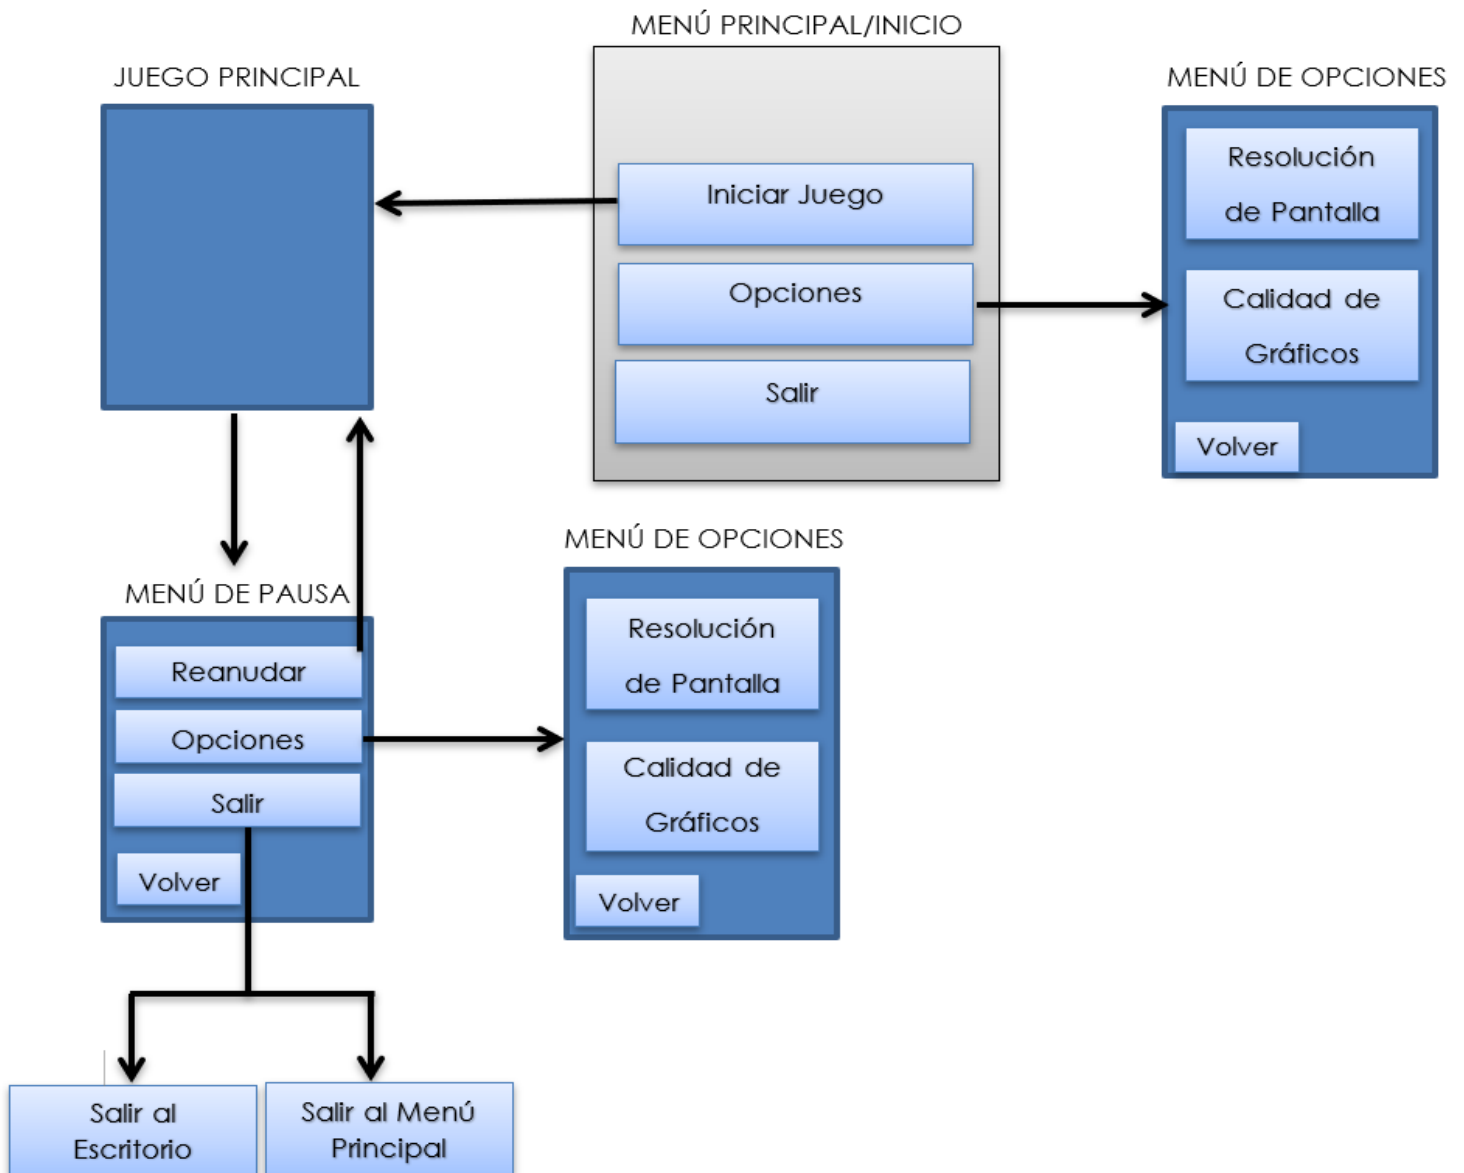 MENÚ PRINCIPAL/INICIO
JUEGO PRINCIPAL
MENÚ DE OPCIONES
Iniciar Juego
Opciones
Salir
Resolución
de Pantalla
Calidad de
Gráficos
Volver
MENÚ DE PAUSA
Reanudar
Opciones
Salir
Volver
MENÚ DE OPCIONES
Resolución
de Pantalla
Calidad de
Gráficos
Volver
Salir al
Escritorio
Salir al Menú
Principal